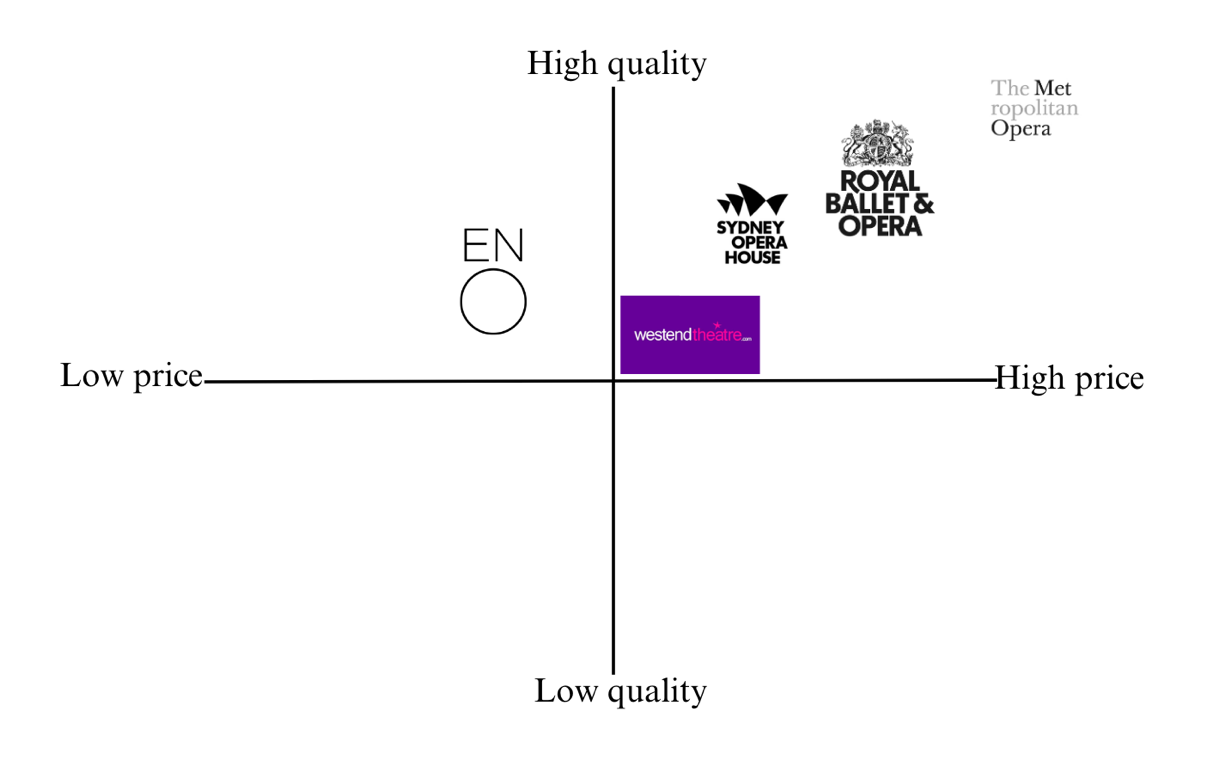 High quality
The Met
ropolitan
Opera
ROYAL
BALLET &
OPERA
SYDNEY
OPERA
HOUSE
EN
O
westendtheatre.com
Low price
High price
Low quality